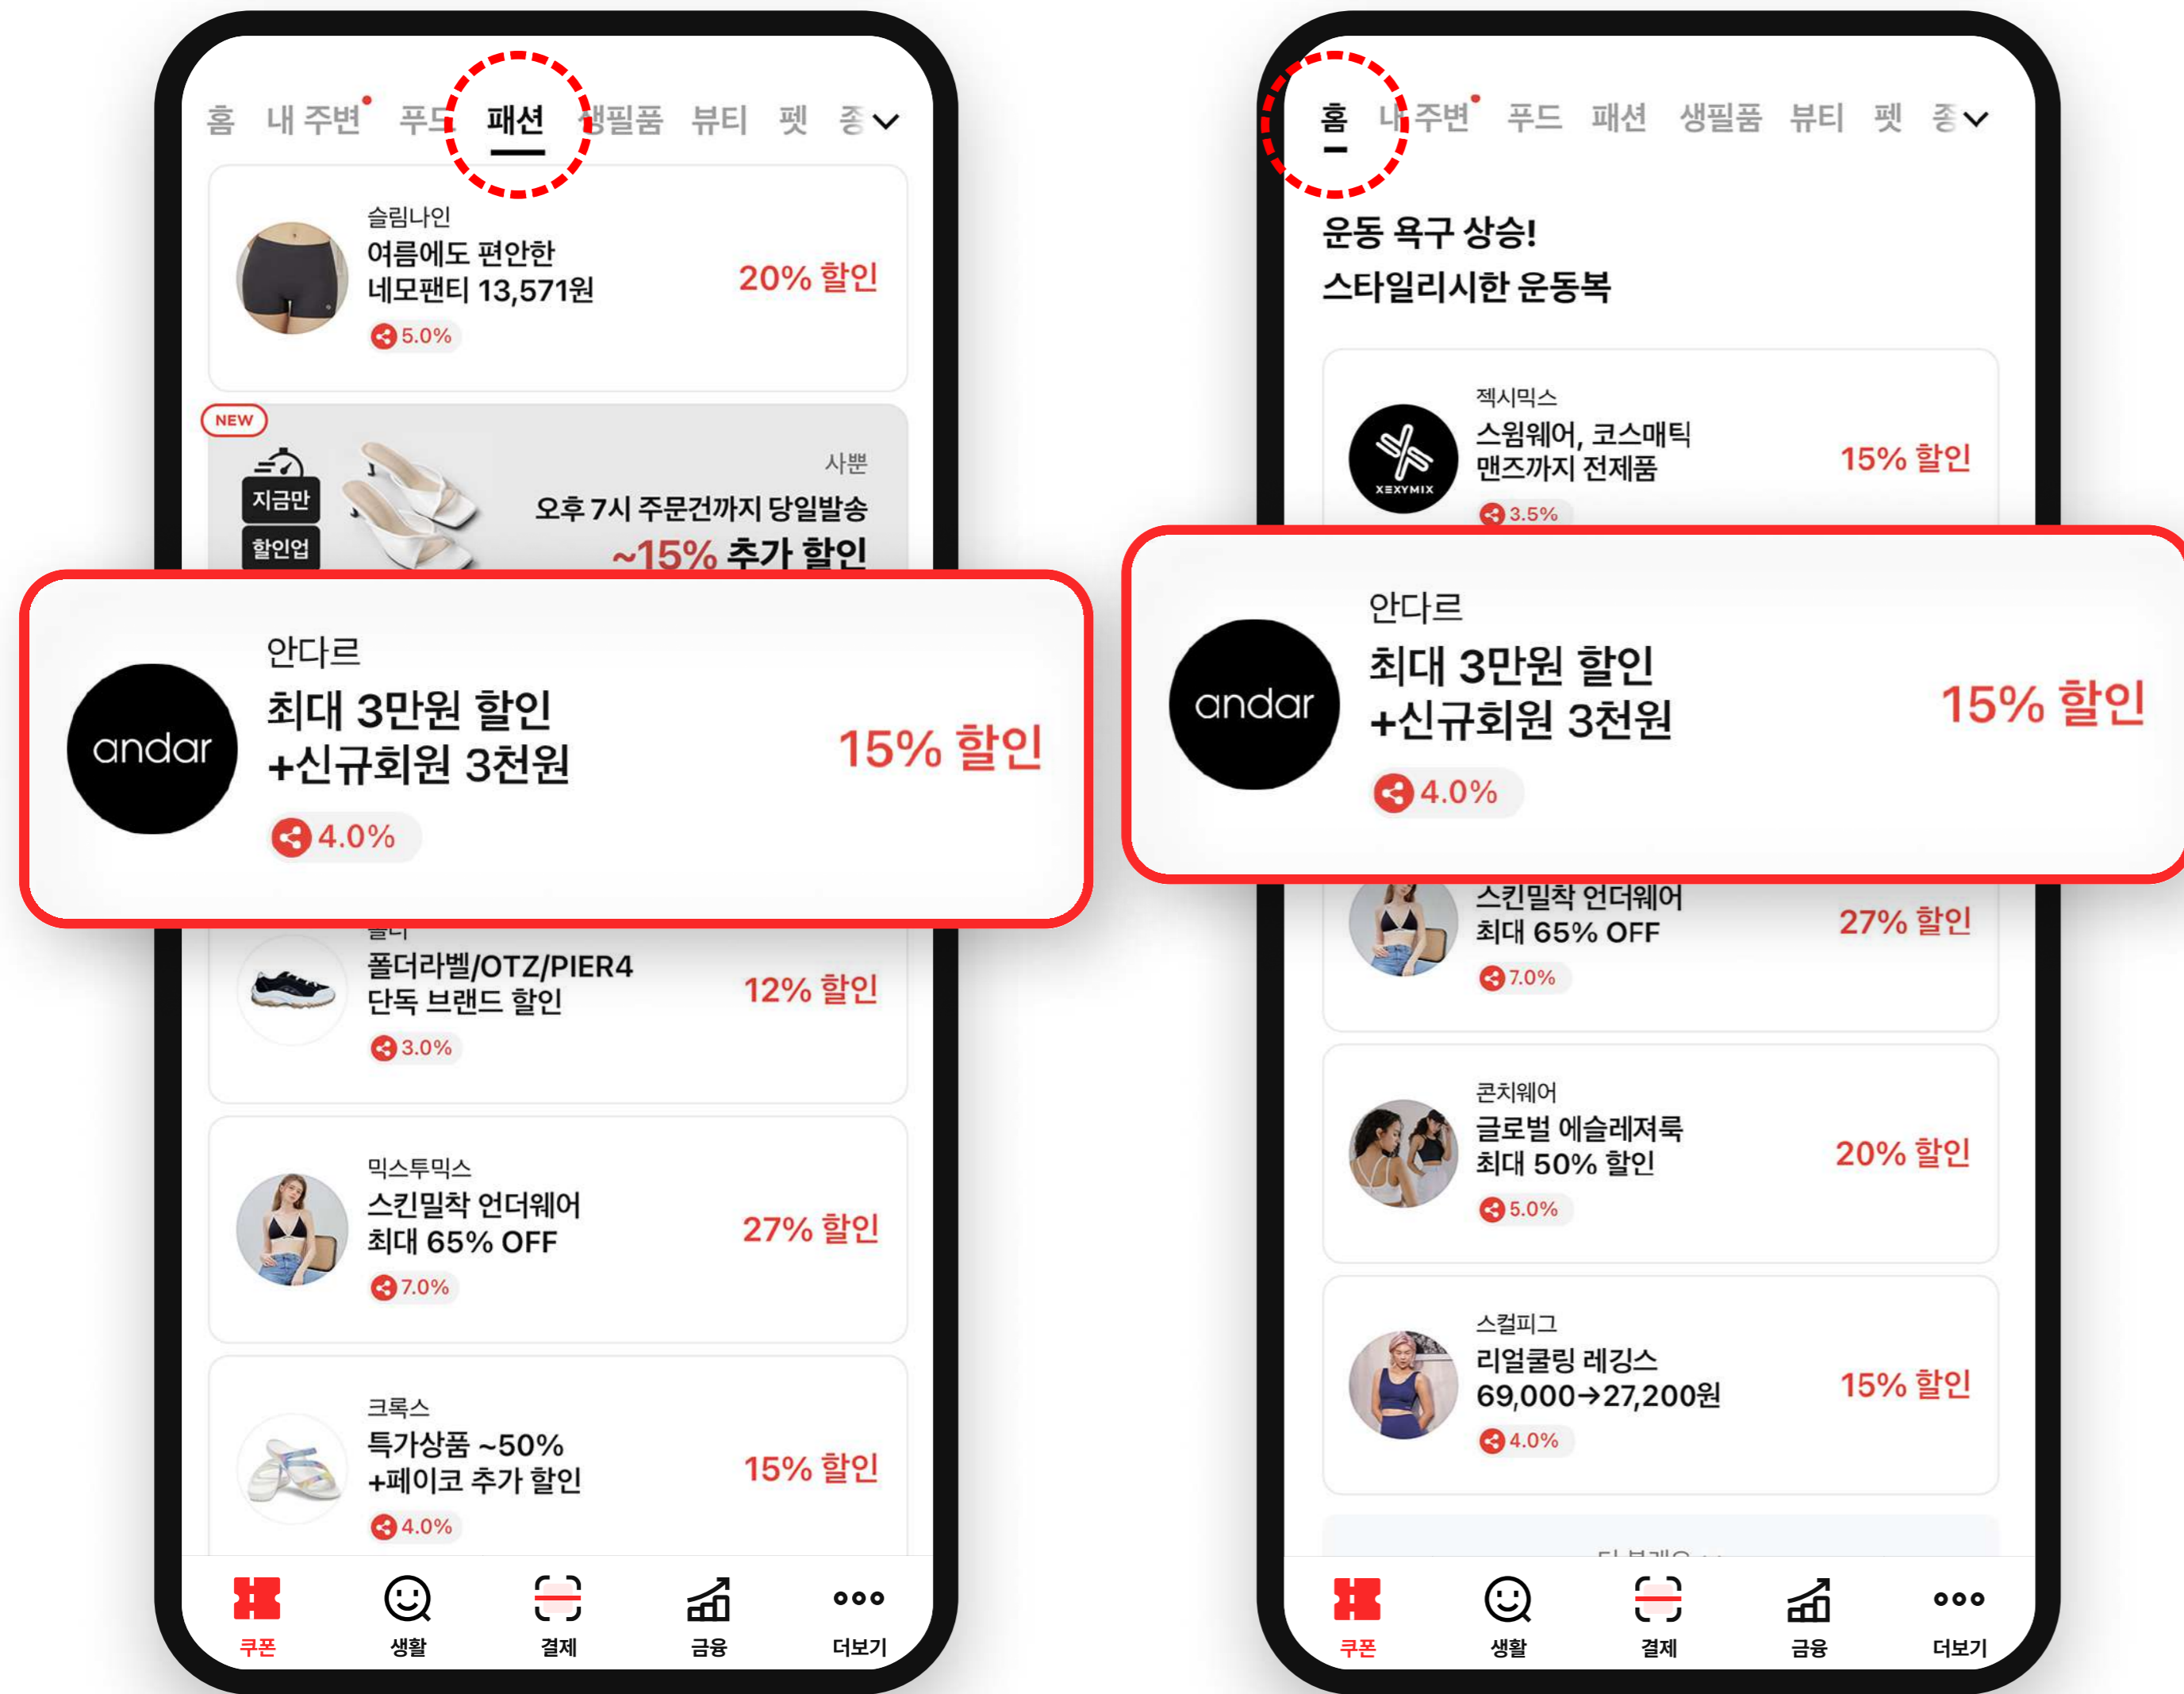 홈 내 주변 푸드 패션 생필품 뷰티 펫
슬림나인
여름에도 편안한
네모팬티 13,571원
20% 할인
5.0%
NEW
지금만
할인업
사뿐
오후 7시 주문건까지 당일발송
~15% 추가 할인
안다르
andar
최대 3만원 할인
+신규회원 3천원
15% 할인
4.0%
폴더
폴더라벨/OTZ/PIER4
단독 브랜드 할인
12% 할인
3.0%
믹스투믹스
스킨밀착 언더웨어
최대 65% OFF
27% 할인
7.0%
크록스
특가상품 ~50%
+페이코 추가 할인
15% 할인
4.0%
쿠폰 생활 결제 금융 더보기
홈 내 주변 푸드 패션 생필품 뷰티 펫
운동 욕구 상승!
스타일리시한 운동복
젝시믹스
XEXYMIX
스윔웨어, 코스매틱
맨즈까지 전제품
15% 할인
3.5%
안다르
andar
최대 3만원 할인
+신규회원 3천원
15% 할인
4.0%
스킨밀착 언더웨어
최대 65% OFF
27% 할인
7.0%
콘치웨어
글로벌 에슬레져룩
최대 50% 할인
20% 할인
5.0%
스컬피그
리얼쿨링 레깅스
69,000→27,200원
15% 할인
4.0%
쿠폰 생활 결제 금융 더보기